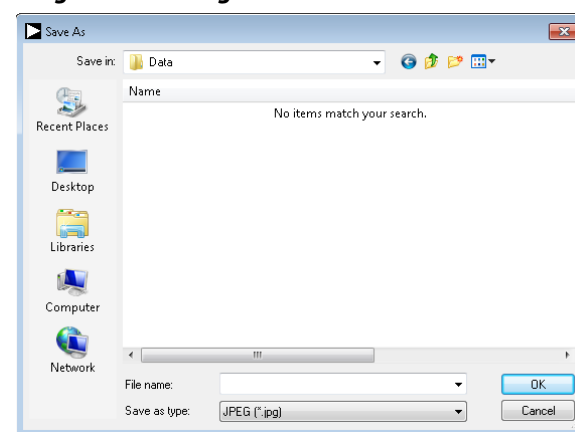 Save As
Save in:
Data
Name
No items match your search.
Recent Places
Desktop
Libraries
Computer
Network
File name:
OK
Save as type:
JPEG (*.jpg)
Cancel